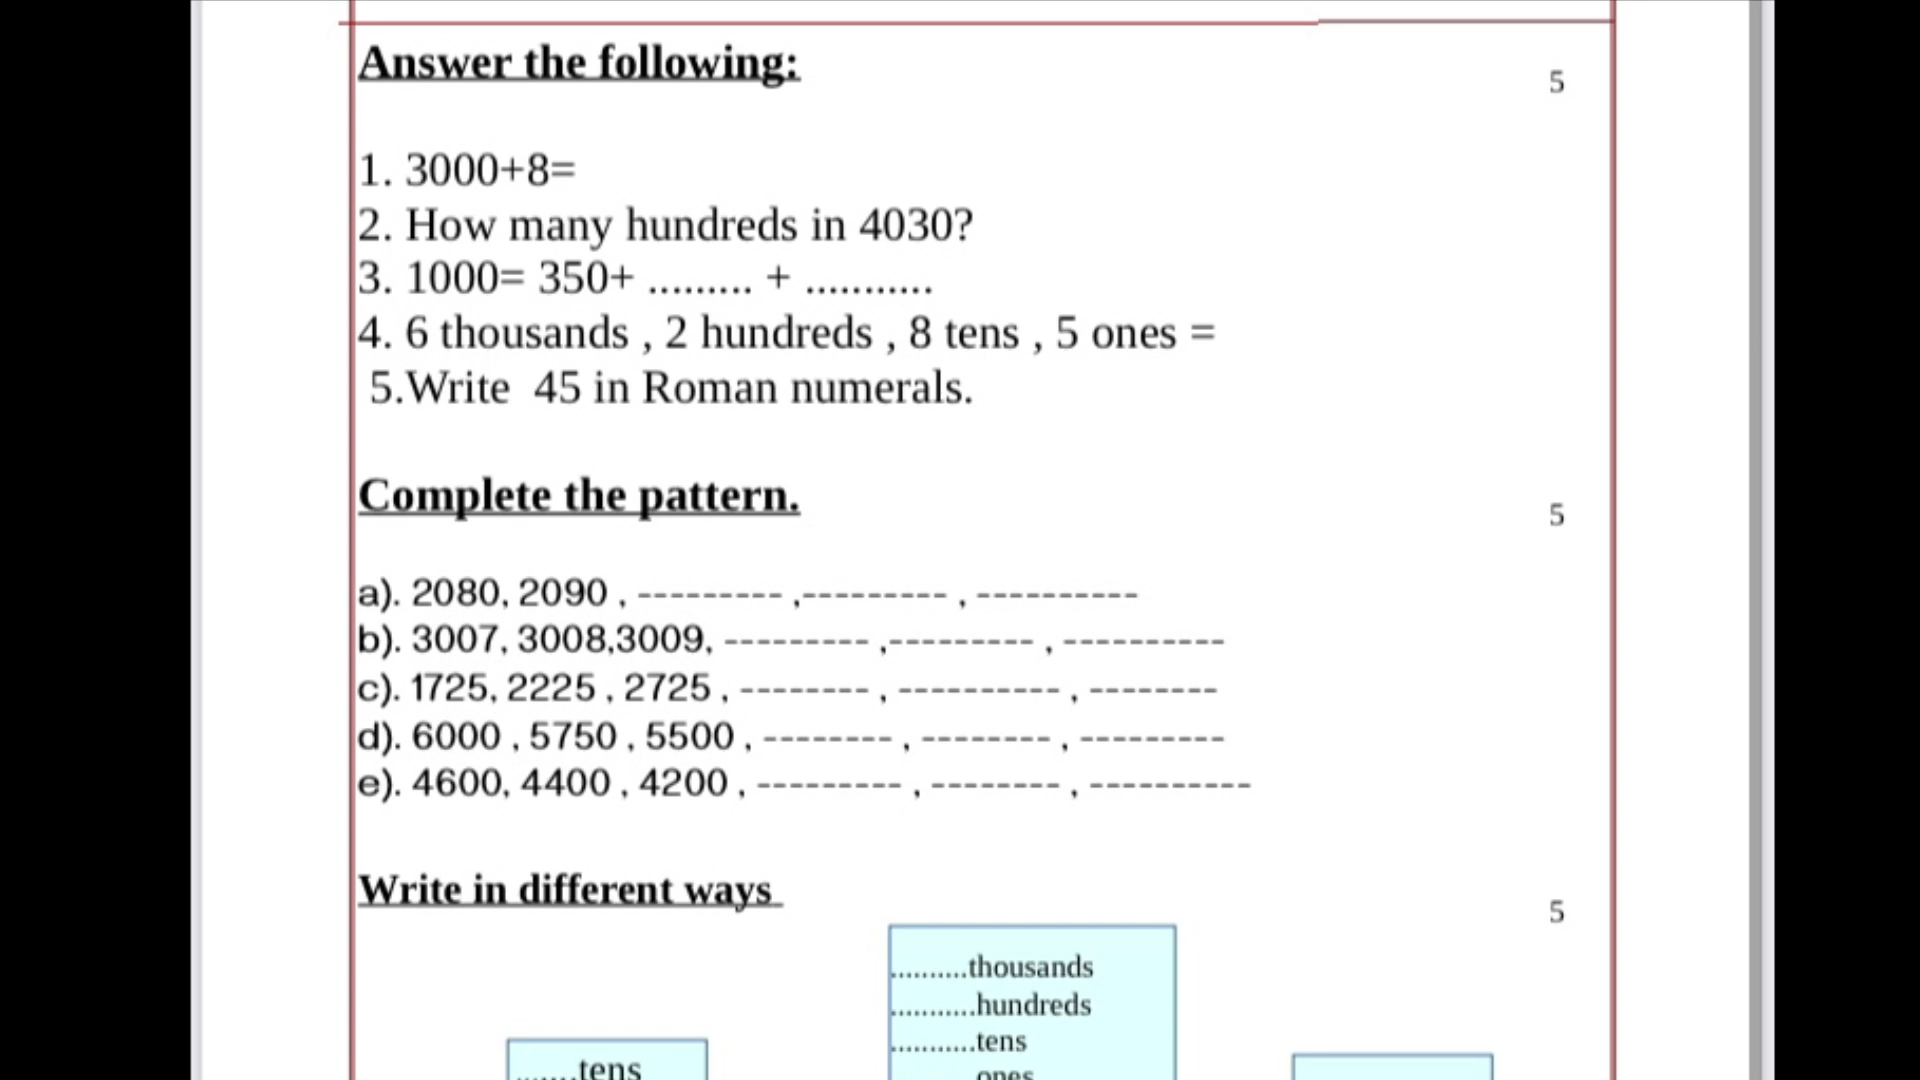 Answer the following:
5
1. 3000+8=
2. How many hundreds in 4030?
3. 1000= 350+ ......... + ...........
4. 6 thousands , 2 hundreds , 8 tens , 5 ones =
5.Write 45 in Roman numerals.
Complete the pattern.
5
a). 2080, 2090 , --------- ,--------- , ----------
b). 3007, 3008,3009, --------- ,--------- , ----------
c). 1725, 2225 , 2725 , -------- , ---------- , --------
d). 6000 , 5750 , 5500 , -------- , -------- , ---------
e). 4600, 4400 , 4200 , --------- , -------- , ----------
Write in different ways
5
..........thousands
...........hundreds
...........tens
ones
........tens